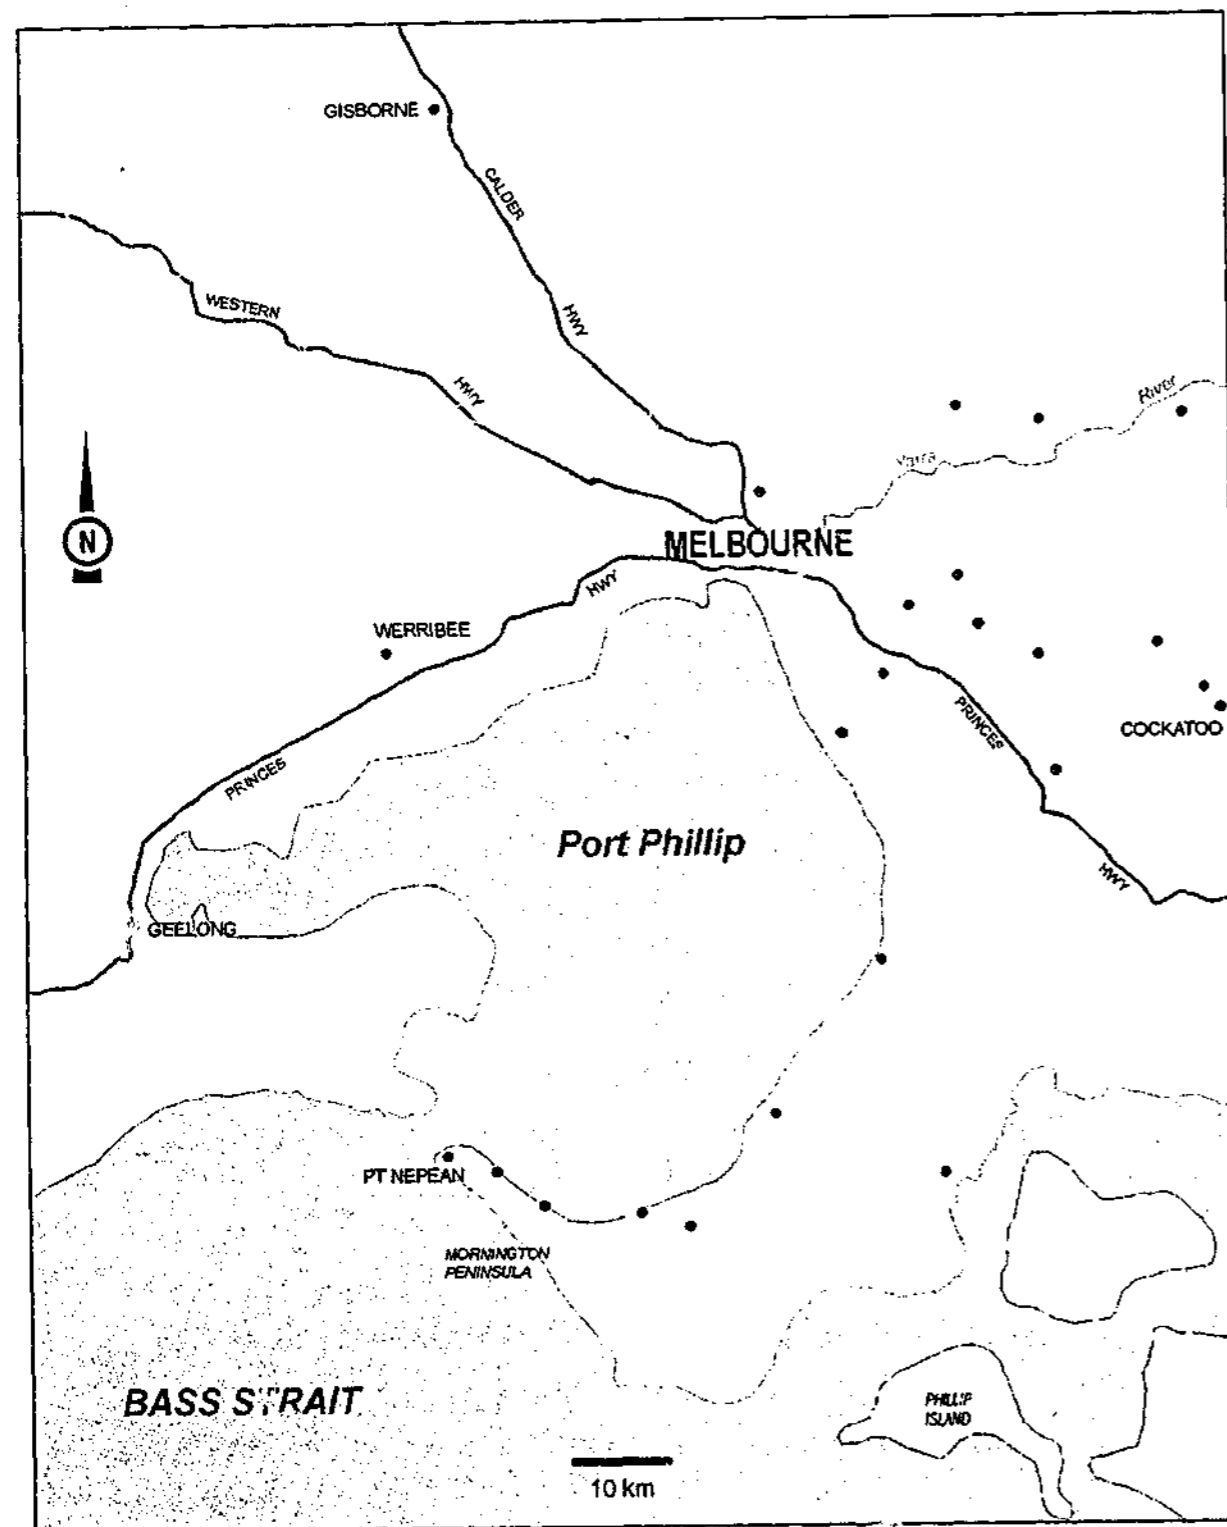 GISBORNE
CALDER
HWY
WESTERN
HWY
River
Yarra
N
MELBOURNE
HWY
WERRIBEE
PRINCES
PRINCES
COCKATOO
Port Phillip
HWY
GEELONG
PT NEPEAN
MORNINGTON
PENINSULA
BASS STRAIT
PHILLIP
ISLAND
10 km